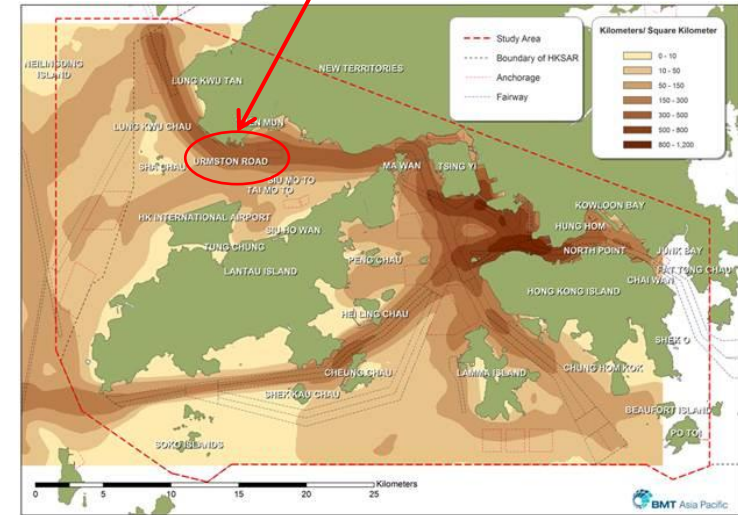 Study Area
Boundary of HKSAR
Anchorage
Fairway
Kilometers/ Square Kilometer
0 - 10
10 - 50
50 - 150
150 - 300
300 - 500
500 - 800
800 - 1,200
NEILINGDING
ISLAND
LUNG KWU TAN
NEW TERRITORIES
LUNG KWU CHAU
EN MUN
SHA CHAU
URMSTON ROAD
SIU MO TO
TAI MO TO
MA WAN
TSING YI
HK INTERNATIONAL AIRPORT
SIU HO WAN
TUNG CHUNG
LANTAU ISLAND
PENG CHAU
KOWLOON BAY
HUNG HOM
NORTH POINT
JUNK BAY
FAT TONG CHAU
CHAI WAN
HONG KONG ISLAND
HEI LING CHAU
SHEK O
CHEUNG CHAU
LAMMA ISLAND
CHUNG HOM KOK
SHEK KAU CHAU
BEAUFORT ISLAND
PO TOI
SOKO ISLANDS
0 5 10 15 20 25 Kilometers
BMT Asia Pacific